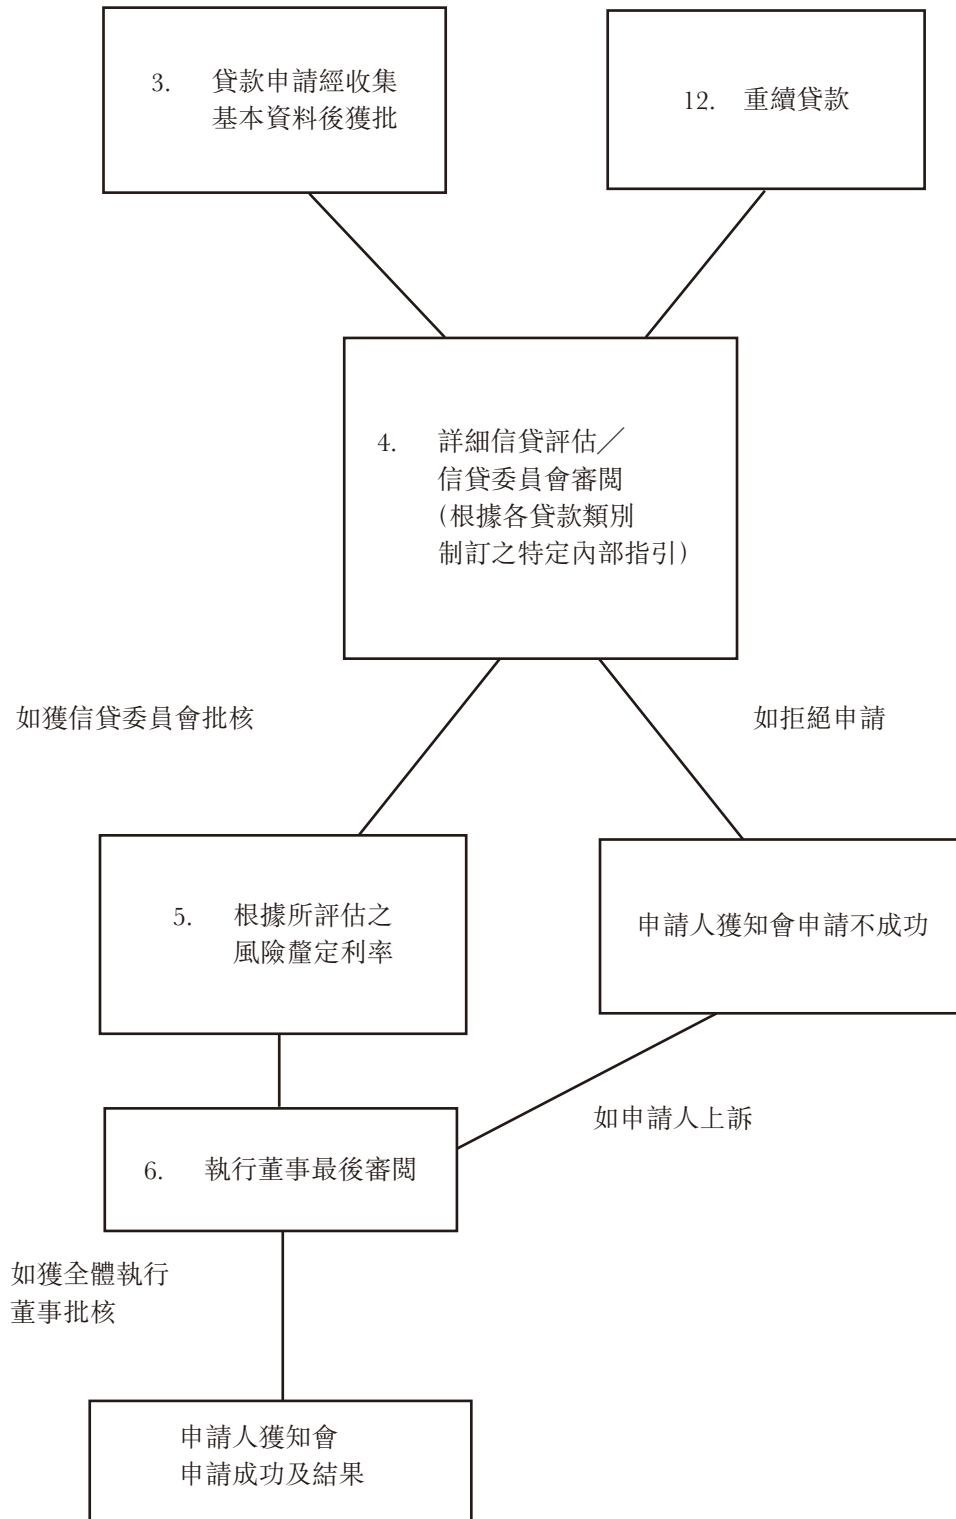 3. 貸款申請經收集
基本資料後獲批
12. 重續貸款
4. 詳細信貸評估／
信貸委員會審閱
(根據各貸款類別
制訂之特定內部指引)
如獲信貸委員會批核
如拒絕申請
5. 根據所評估之
風險釐定利率
申請人獲知會申請不成功
如申請人上訴
6. 執行董事最後審閱
如獲全體執行
董事批核
申請人獲知會
申請成功及結果